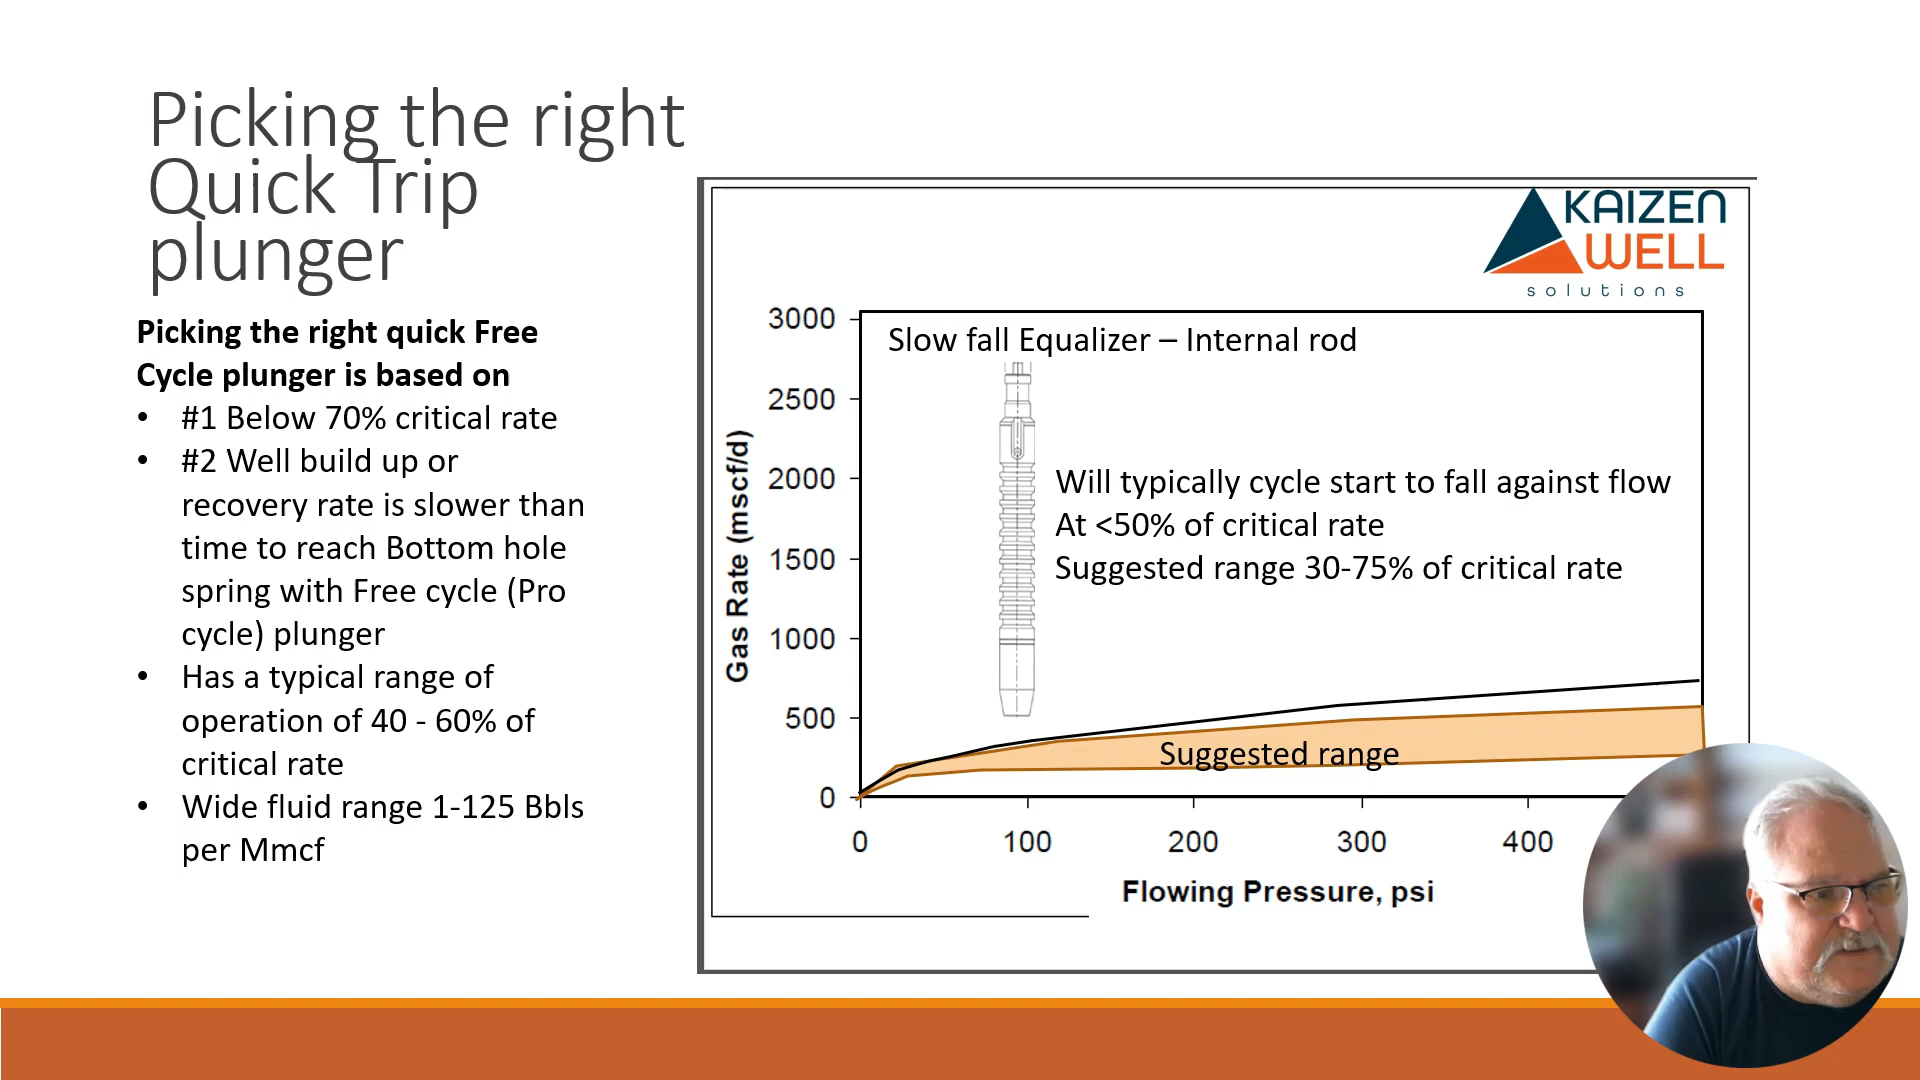 Picking the right
Quick Trip
plunger
Picking the right quick Free
Cycle plunger is based on
• #1 Below 70% critical rate
• #2 Well build up or
recovery rate is slower than
time to reach Bottom hole
spring with Free cycle (Pro
cycle) plunger
• Has a typical range of
operation of 40 - 60% of
critical rate
• Wide fluid range 1-125 Bbls
per Mmcf
KAIZEN
WELL
solutions
Slow fall Equalizer – Internal rod
Will typically cycle start to fall against flow
At <50% of critical rate
Suggested range 30-75% of critical rate
Gas Rate (mscf/d)
3000
2500
2000
1500
1000
500
0
Suggested range
0 100 200 300 400
Flowing Pressure, psi